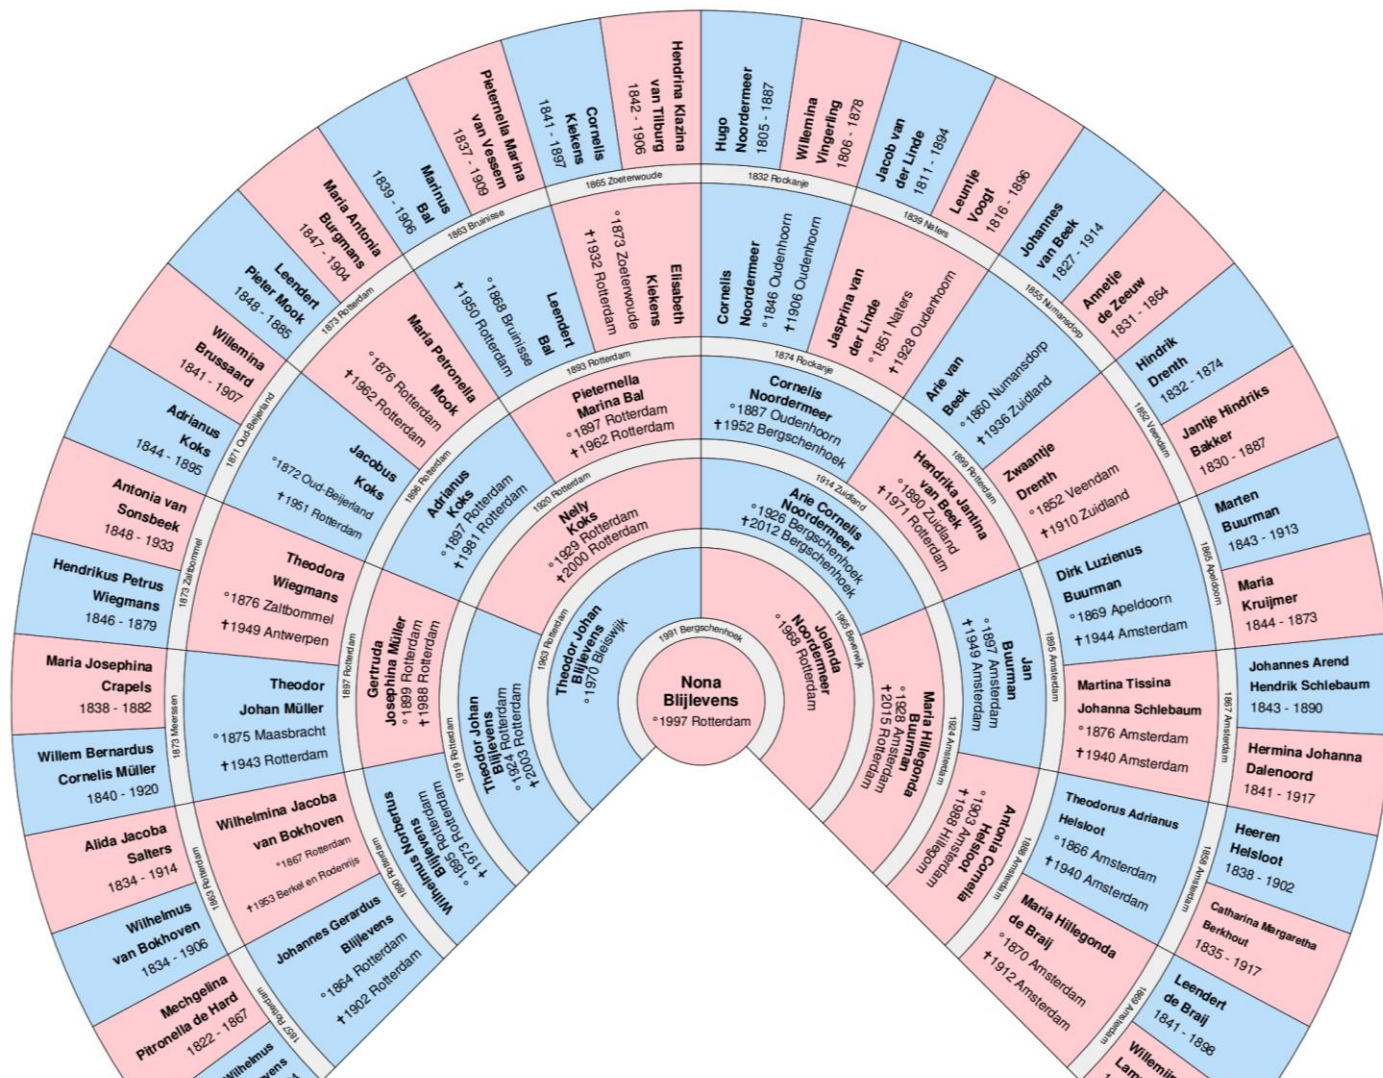 Nona
Blijlevens
°1997 Rotterdam
1991 Bergschenhoek
Theodor Johan
Blijlevens
°1970 Bleiswijk
Jolanda
Noordermeer
°1968 Rotterdam
1963 Rotterdam
1965 Beverwijk
Theodor Johan
Blijlevens
°1924 Rotterdam
✝2003 Rotterdam
Nelly
Koks
°1929 Rotterdam
✝2000 Rotterdam
Arie Cornelis
Noordermeer
°1926 Bergschenhoek
✝2012 Bergschenhoek
Maria Hillegonda
Buurman
°1928 Amsterdam
✝2015 Rotterdam
1919 Rotterdam
1920 Rotterdam
1914 Zuidland
1924 Amsterdam
Wilhelmus Norbertus
Blijlevens
°1895 Rotterdam
✝1973 Rotterdam
Gertruda
Josephina Müller
°1899 Rotterdam
✝1988 Rotterdam
Adrianus
Koks
°1897 Rotterdam
✝1981 Rotterdam
Pieternella
Marina Bal
°1897 Rotterdam
✝1962 Rotterdam
Cornelis
Noordermeer
°1887 Oudenhoorn
✝1952 Bergschenhoek
Hendrika Jantina
van Beek
°1890 Zuidland
✝1971 Rotterdam
Jan
Buurman
°1897 Amsterdam
✝1949 Amsterdam
Antonia Cornelia
Helsloot
°1903 Amsterdam
✝1988 Hillegom
1890 Rotterdam
1897 Rotterdam
1896 Rotterdam
1893 Rotterdam
1874 Rockanje
1899 Rotterdam
1895 Amsterdam
1888 Amsterdam
Johannes Gerardus
Blijlevens
°1864 Rotterdam
✝1902 Rotterdam
Wilhelmina Jacoba
van Bokhoven
°1867 Rotterdam
✝1953 Berkel en Rodenrijs
Theodor
Johan Müller
°1875 Maasbracht
✝1943 Rotterdam
Theodora
Wiegmans
°1876 Zaltbommel
✝1949 Antwerpen
Jacobus
Koks
°1872 Oud-Beijerland
✝1951 Rotterdam
Maria Petronella
Mook
°1876 Rotterdam
✝1962 Rotterdam
Leendert
Bal
°1868 Bruinisse
✝1950 Rotterdam
Elisabeth
Kiekens
°1873 Zoeterwoude
✝1932 Rotterdam
Cornelis
Noordermeer
°1846 Oudenhoorn
✝1906 Oudenhoorn
Jasprina van
der Linde
°1851 Naters
✝1928 Oudenhoorn
Arie van
Beek
°1860 Numansdorp
✝1936 Zuidland
Zwaantje
Drenth
°1852 Veendam
✝1910 Zuidland
Dirk Luzienus
Buurman
°1869 Apeldoorn
✝1944 Amsterdam
Martina Tissina
Johanna Schlebaum
°1876 Amsterdam
✝1940 Amsterdam
Theodorus Adrianus
Helsloot
°1866 Amsterdam
✝1940 Amsterdam
Maria Hillegonda
de Braij
°1870 Amsterdam
✝1912 Amsterdam
1857 Rotterdam
1863 Rotterdam
1873 Meerssen
1873 Zaltbommel
1871 Oud-Beijerland
1873 Rotterdam
1863 Bruinisse
1865 Zoeterwoude
1832 Rockanje
1839 Naters
1855 Numansdorp
1852 Veendam
1865 Apeldoorn
1867 Amsterdam
1858 Amsterdam
1869 Amsterdam
Wilhelmus
Mechgelina
Pitronella de Hard
1822 - 1867
Wilhelmus
van Bokhoven
1834 - 1906
Alida Jacoba
Salters
1834 - 1914
Willem Bernardus
Cornelis Müller
1840 - 1920
Maria Josephina
Crapels
1838 - 1882
Hendrikus Petrus
Wiegmans
1846 - 1879
Antonia van
Sonsbeek
1848 - 1933
Adrianus
Koks
1844 - 1895
Willemina
Brussaard
1841 - 1907
Leendert
Pieter Mook
1848 - 1885
Maria Antonia
Burgmans
1847 - 1904
Marinus
Bal
1839 - 1906
Pieternella Marina
van Vessem
1837 - 1909
Cornelis
Kiekens
1841 - 1897
Hendrina Klazina
van Tilburg
1842 - 1906
Hugo
Noordermeer
1805 - 1887
Willemina
Vingerling
1806 - 1878
Jacob van
der Linde
1811 - 1894
Leuntje
Voogt
1816 - 1896
Johannes
van Beek
1827 - 1914
Annetje
de Zeeuw
1831 - 1864
Hindrik
Drenth
1832 - 1874
Jantje Hindriks
Bakker
1830 - 1887
Marten
Buurman
1843 - 1913
Maria
Kruijmer
1844 - 1873
Johannes Arend
Hendrik Schlebaum
1843 - 1890
Hermina Johanna
Dalenoord
1841 - 1917
Heeren
Helsloot
1838 - 1902
Catharina Margaretha
Berkhout
1835 - 1917
Leendert
de Braij
1841 - 1898